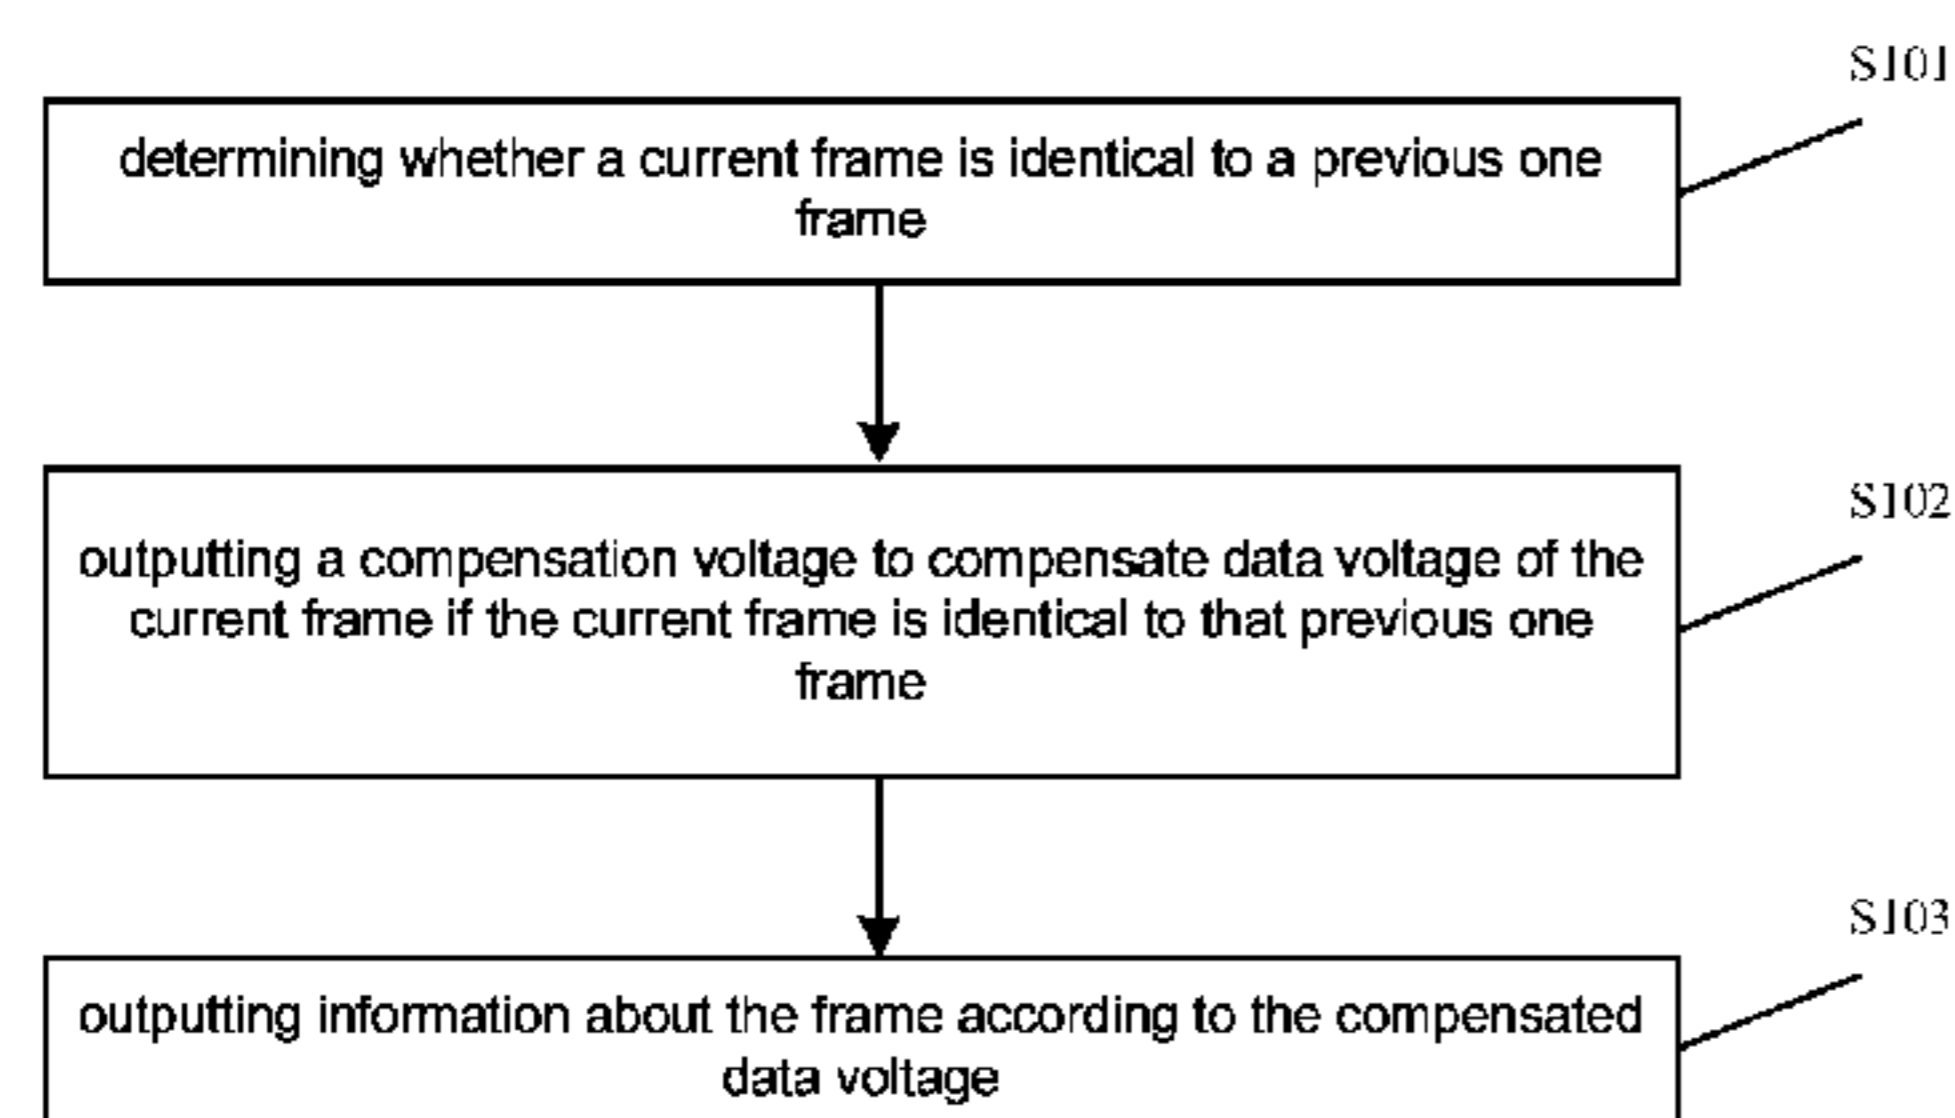 S101
determining whether a current frame is identical to a previous one
frame
S102
outputting a compensation voltage to compensate data voltage of the
current frame if the current frame is identical to that previous one
frame
S103
outputting information about the frame according to the compensated
data voltage